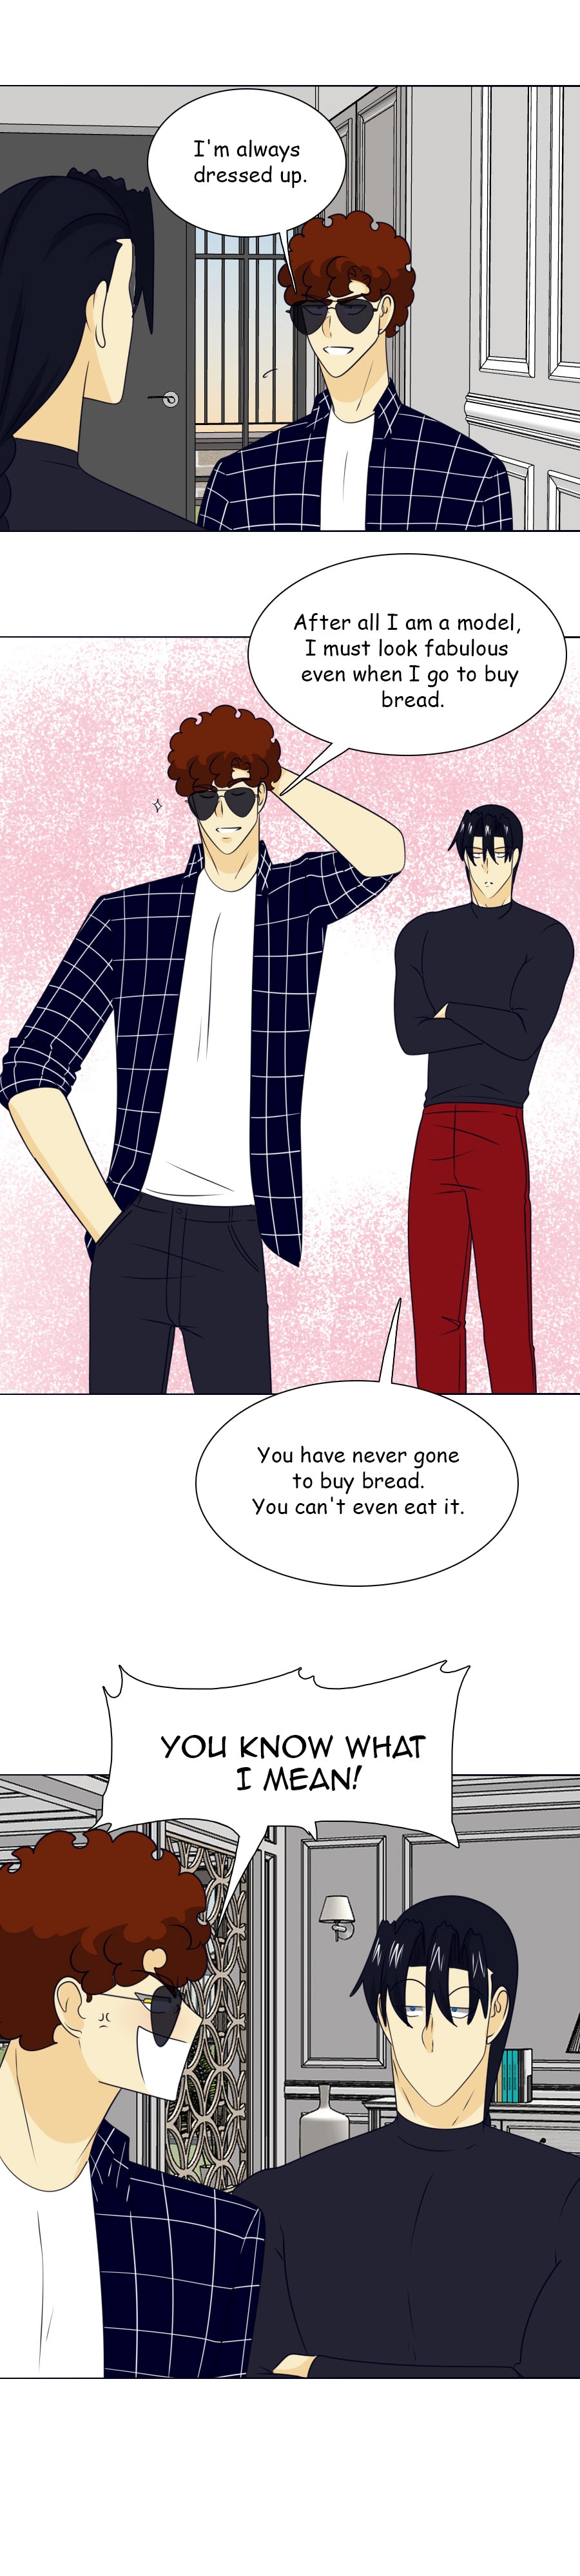 I'm always
dressed up.
After all I am a model,
I must look fabulous
even when I go to buy
bread.
You have never gone
to buy bread.
You can't even eat it.
YOU KNOW WHAT
I MEAN!